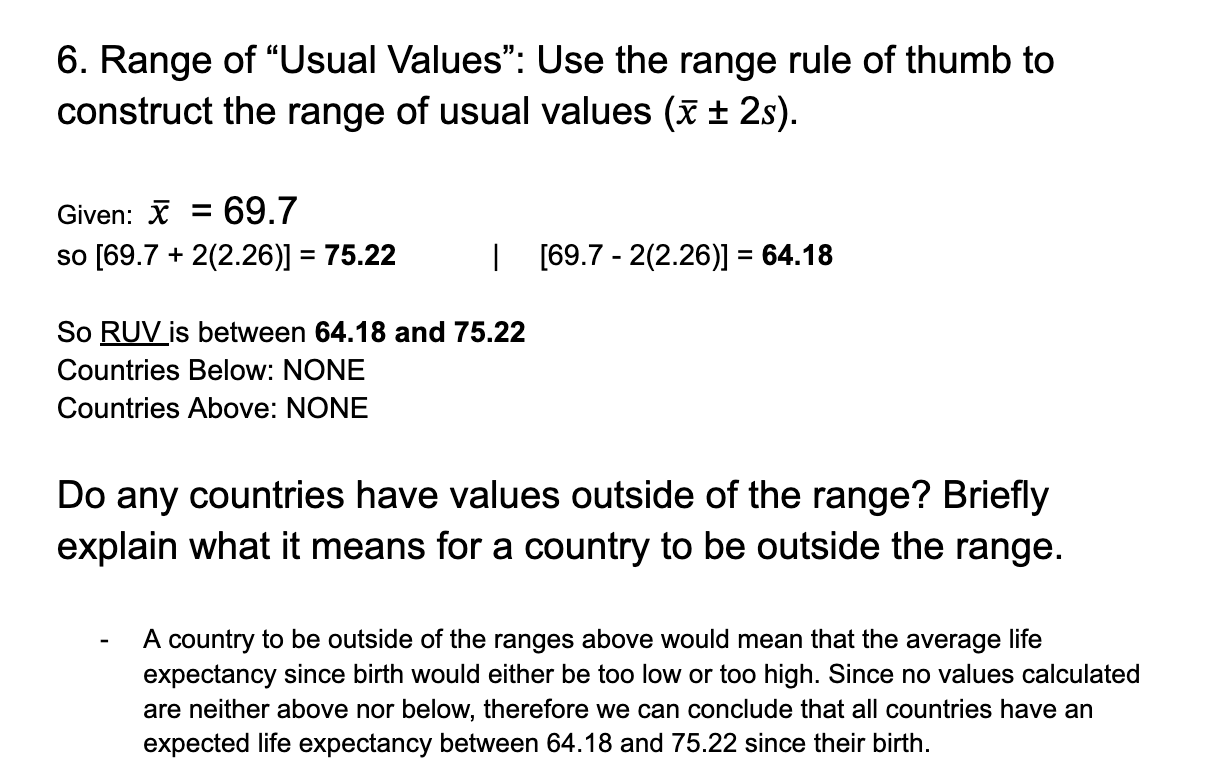 6. Range of “Usual Values”: Use the range rule of thumb to
construct the range of usual values (x̄ ± 2s).
Given: x̄ = 69.7
so [69.7 + 2(2.26)] = 75.22 | [69.7 - 2(2.26)] = 64.18
So RUV is between 64.18 and 75.22
Countries Below: NONE
Countries Above: NONE
Do any countries have values outside of the range? Briefly
explain what it means for a country to be outside the range.
- A country to be outside of the ranges above would mean that the average life
expectancy since birth would either be too low or too high. Since no values calculated
are neither above nor below, therefore we can conclude that all countries have an
expected life expectancy between 64.18 and 75.22 since their birth.